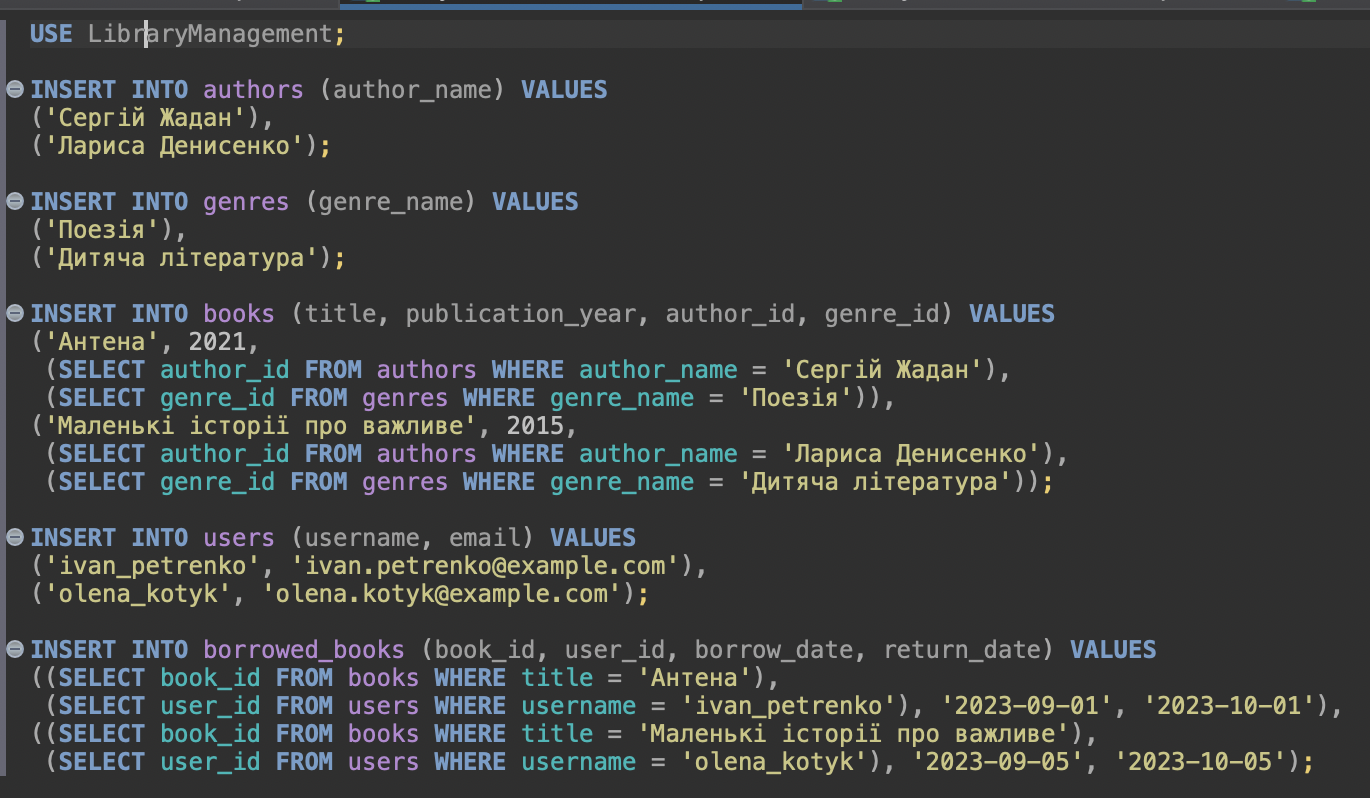 USE LibraryManagement;
INSERT INTO authors (author_name) VALUES
('Сергій Жадан'),
('Лариса Денисенко');
INSERT INTO genres (genre_name) VALUES
('Поезія'),
('Дитяча література');
INSERT INTO books (title, publication_year, author_id, genre_id) VALUES
('Антена', 2021,
(SELECT author_id FROM authors WHERE author_name = 'Сергій Жадан'),
(SELECT genre_id FROM genres WHERE genre_name = 'Поезія')),
('Маленькі історії про важливе', 2015,
(SELECT author_id FROM authors WHERE author_name = 'Лариса Денисенко'),
(SELECT genre_id FROM genres WHERE genre_name = 'Дитяча література'));
INSERT INTO users (username, email) VALUES
('ivan_petrenko', 'ivan.petrenko@example.com'),
('olena_kotyk', 'olena.kotyk@example.com');
INSERT INTO borrowed_books (book_id, user_id, borrow_date, return_date) VALUES
((SELECT book_id FROM books WHERE title = 'Антена'),
(SELECT user_id FROM users WHERE username = 'ivan_petrenko'), '2023-09-01', '2023-10-01'),
((SELECT book_id FROM books WHERE title = 'Маленькі історії про важливе'),
(SELECT user_id FROM users WHERE username = 'olena_kotyk'), '2023-09-05', '2023-10-05');